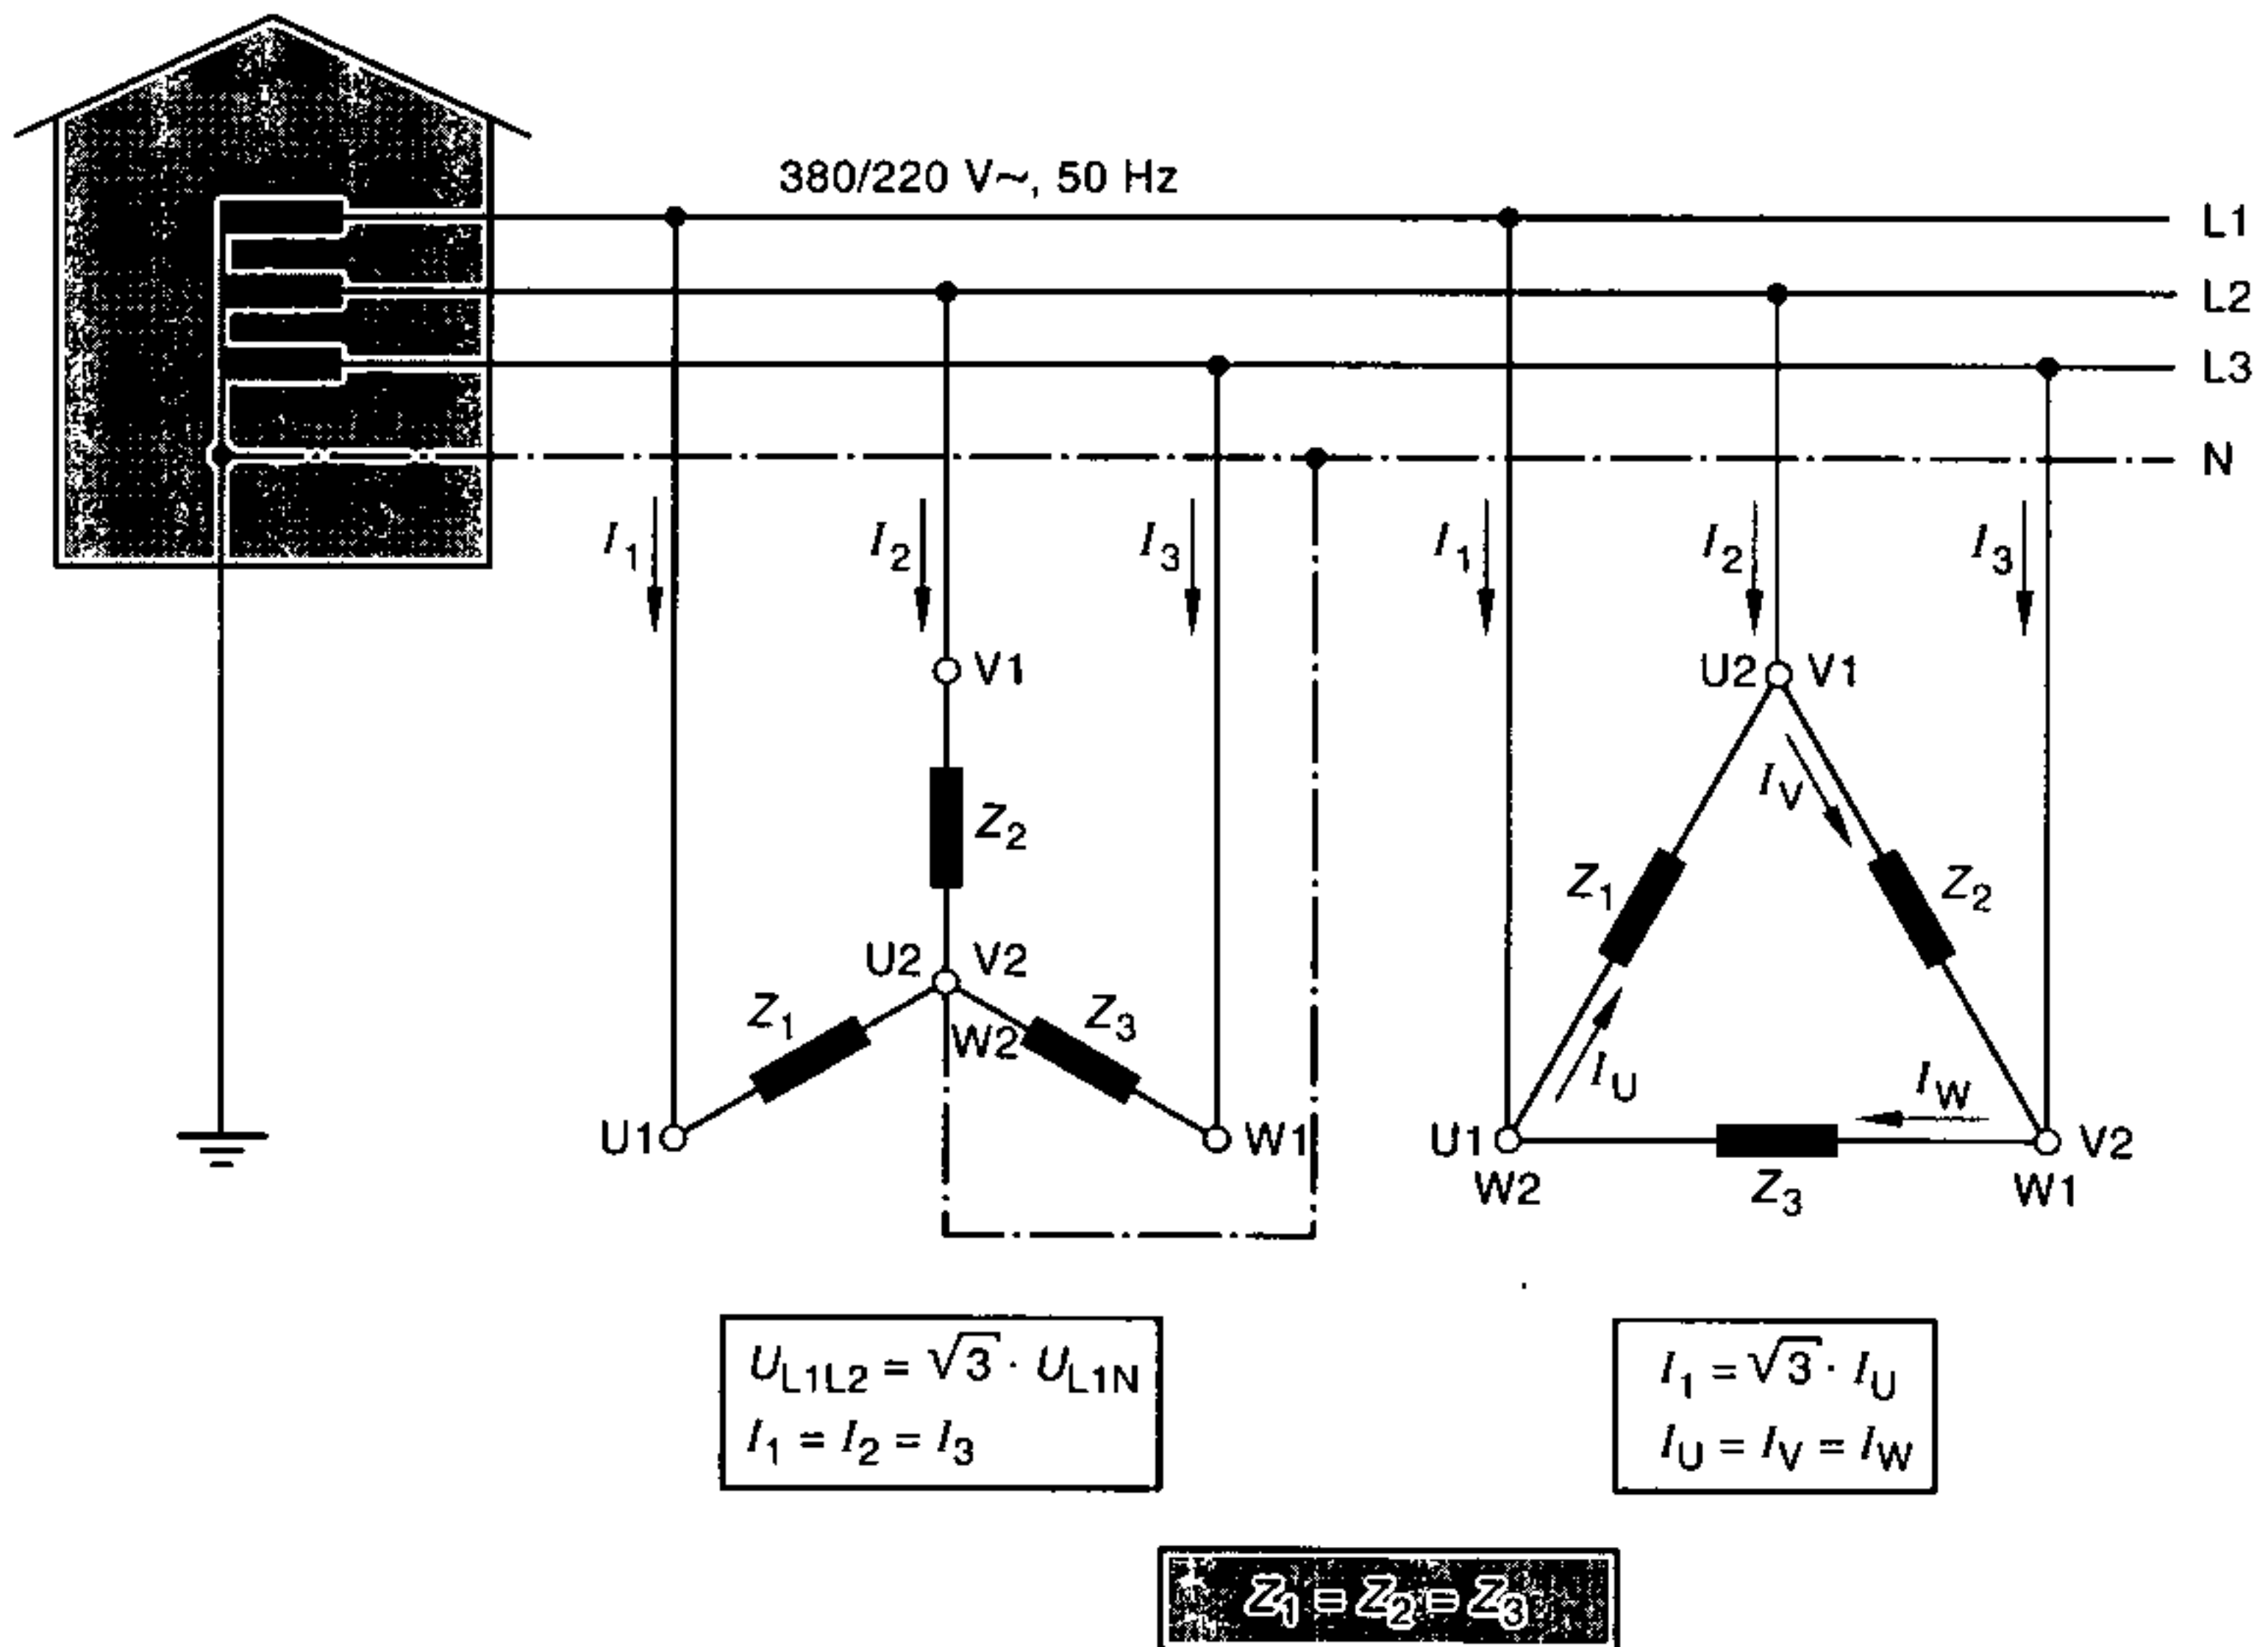 380/220 V~, 50 Hz
L1
L2
L3
N
I1 I2 I3 I1 I2 I3
V1
Z2
U2 V2
Z1 W2 Z3
U1 W1
U2 V1
IV
Z1 Z2
IU IW
U1 V2
W2 Z3 W1
UL1L2 = √3 · UL1N
I1 = I2 = I3
I1 = √3 · IU
IU = IV = IW
Z1 = Z2 = Z3